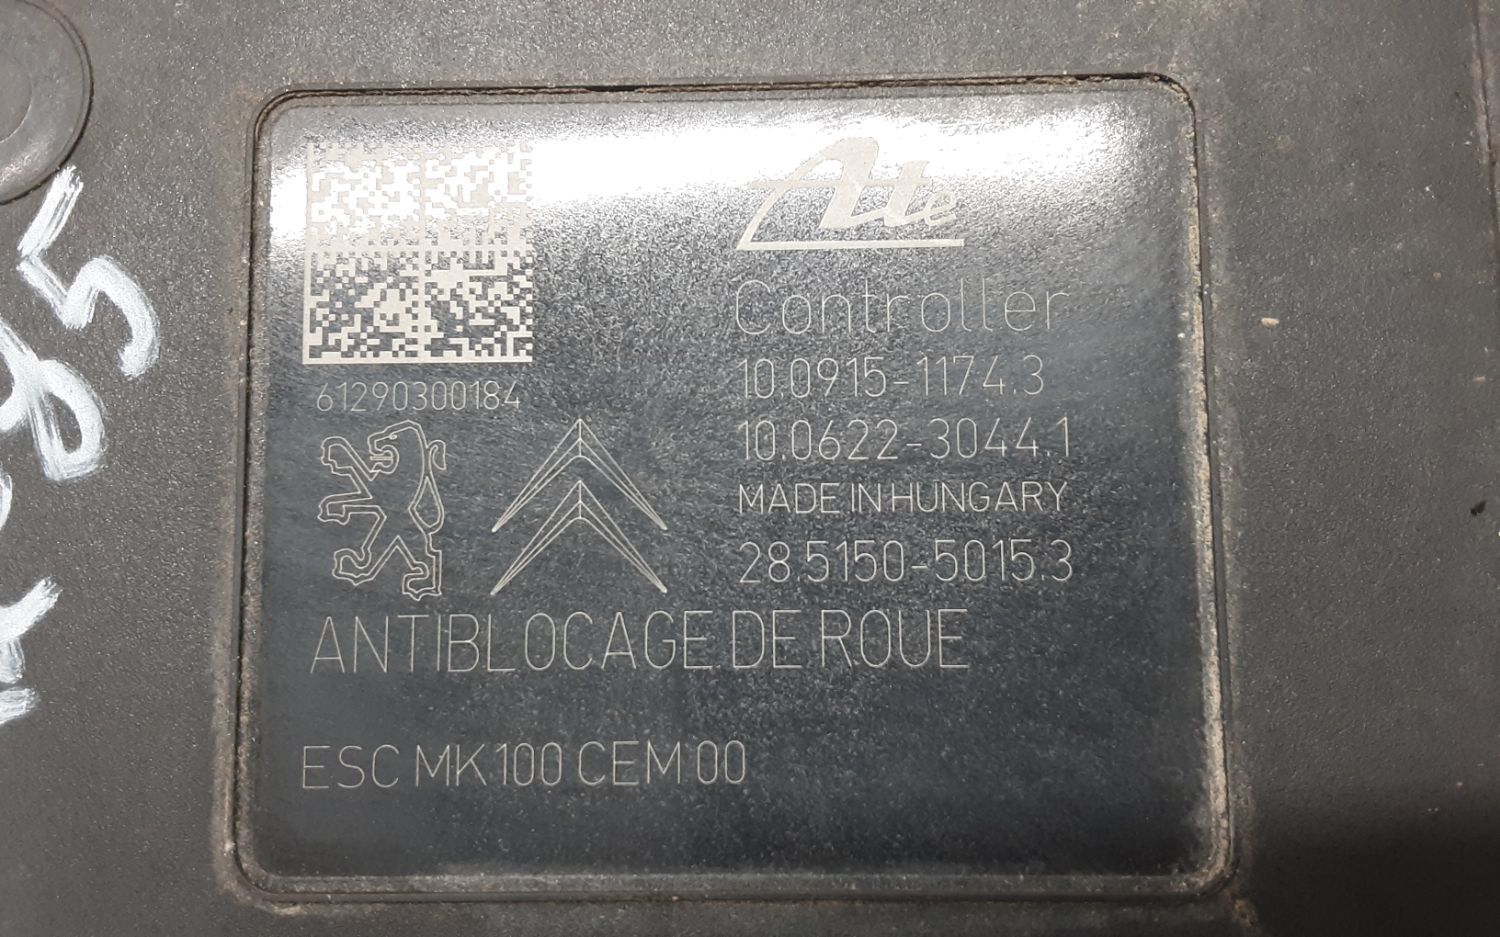 Ate
Controller
10.0915-1174.3
10.0622-3044.1
MADE IN HUNGARY
28.5150-5015.3
61290300184
ANTIBLOCAGE DE ROUE
ESC MK100 CEM 00